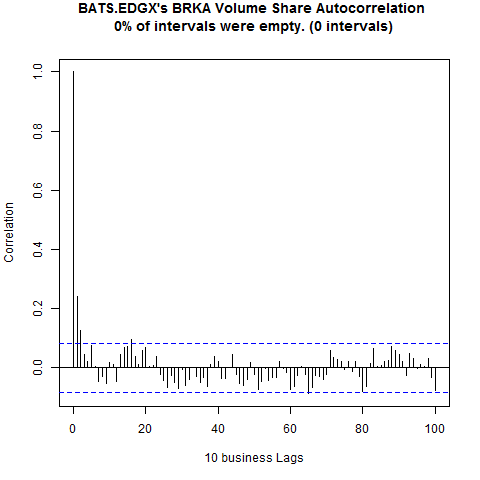 BATS.EDGX's BRKA Volume Share Autocorrelation
0% of intervals were empty. (0 intervals)
1.0
0.8
0.6
0.4
0.2
0.0
Correlation
0 20 40 60 80 100
10 business Lags